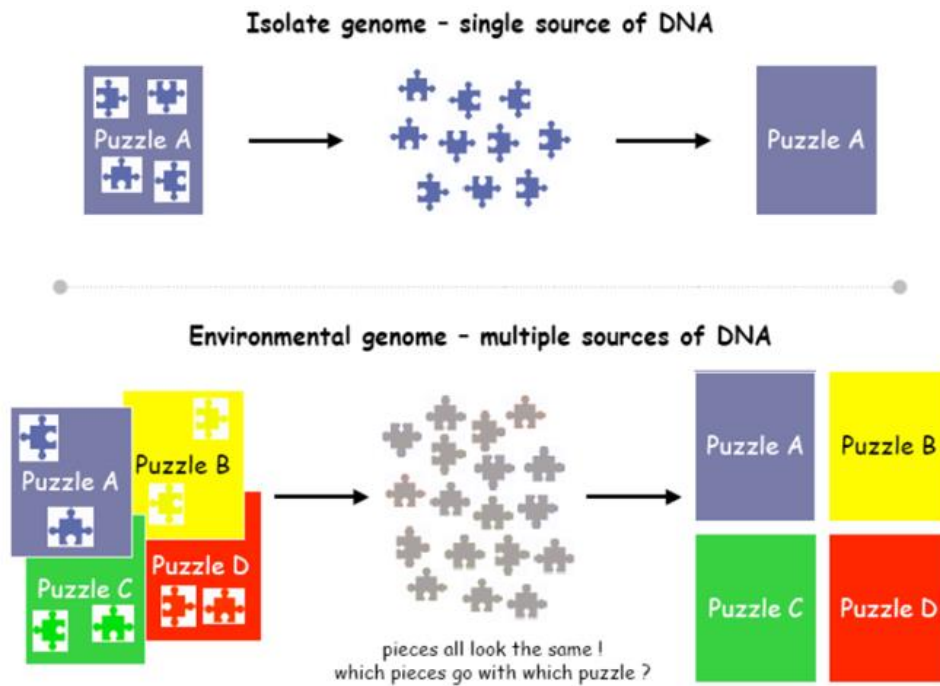 Isolate genome – single source of DNA
Puzzle A
Puzzle A
Environmental genome – multiple sources of DNA
Puzzle A
Puzzle B
Puzzle C
Puzzle D
pieces all look the same !
which pieces go with which puzzle ?
Puzzle A
Puzzle B
Puzzle C
Puzzle D